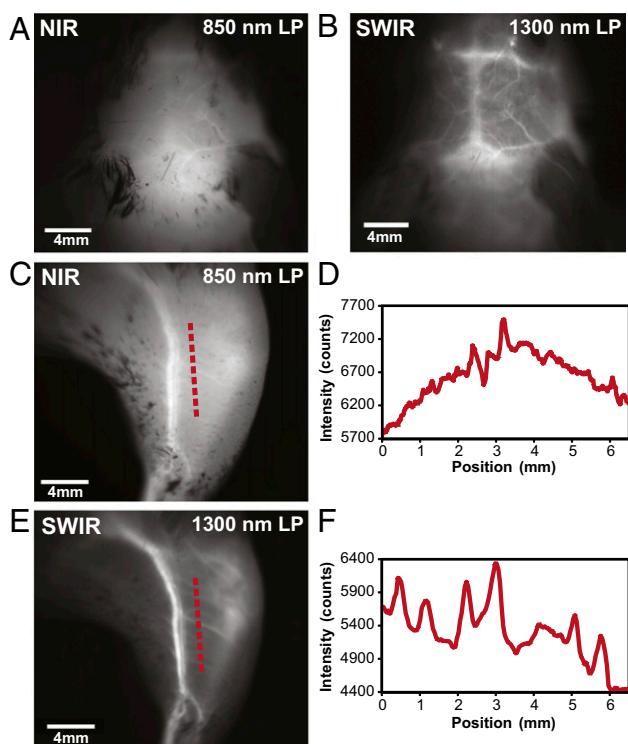 A
NIR
850 nm LP
4mm
B
SWIR
1300 nm LP
4mm
C
NIR
850 nm LP
4mm
D
7700
7200
6700
6200
5700
Intensity (counts)
0 1 2 3 4 5 6
Position (mm)
E
SWIR
1300 nm LP
4mm
F
6400
5900
5400
4900
4400
Intensity (counts)
0 1 2 3 4 5 6
Position (mm)